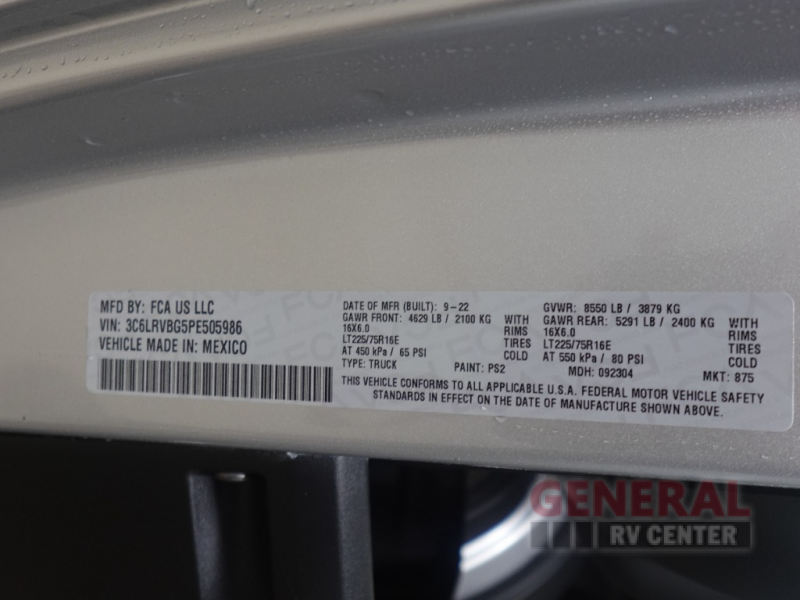 MFD BY: FCA US LLC
VIN: 3C6LRVBG5PE505986
VEHICLE MADE IN: MEXICO
DATE OF MFR (BUILT): 9-22
GAWR FRONT: 4629 LB / 2100 KG WITH
16X6.0 RIMS
LT225/75R16E TIRES
AT 450 kPa / 65 PSI COLD
TYPE: TRUCK PAINT: PS2
GVWR: 8550 LB / 3879 KG
GAWR REAR: 5291 LB / 2400 KG WITH
16X6.0 RIMS
LT225/75R16E TIRES
AT 550 kPa / 80 PSI COLD
MDH: 092304 MKT: 875
THIS VEHICLE CONFORMS TO ALL APPLICABLE U.S.A. FEDERAL MOTOR VEHICLE SAFETY
STANDARDS IN EFFECT ON THE DATE OF MANUFACTURE SHOWN ABOVE.
GENERAL
RV CENTER